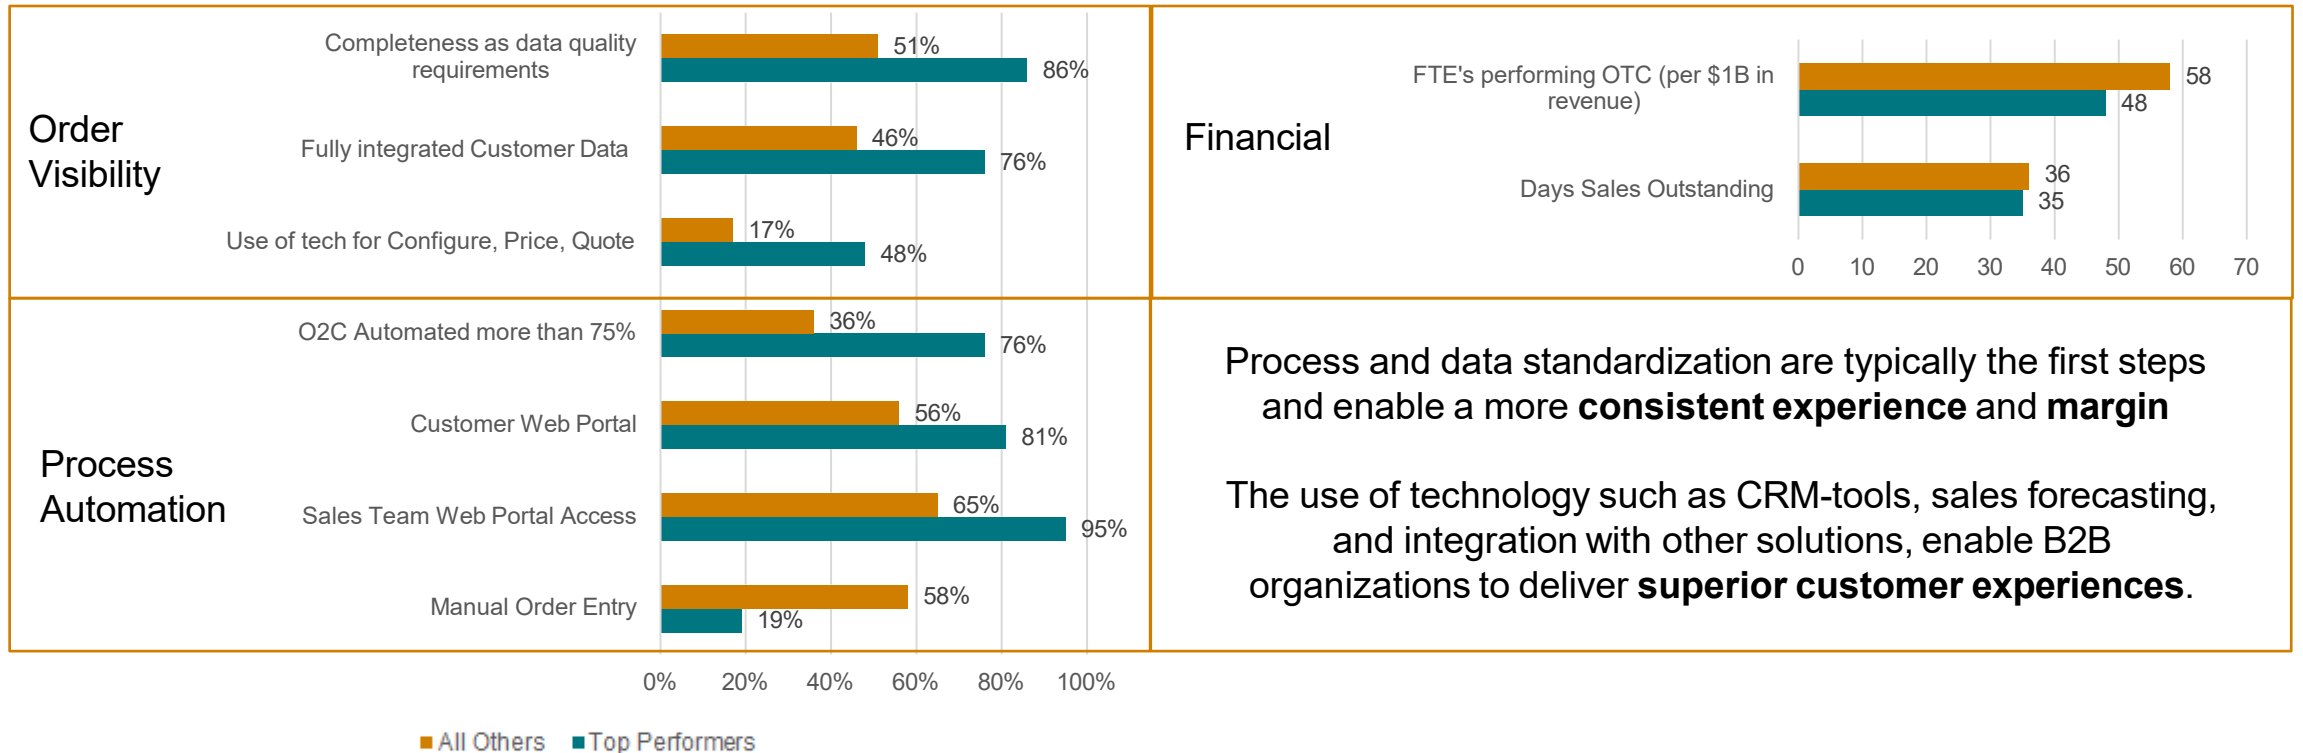 Order
Visibility
Completeness as data quality
requirements
51%
86%
Fully integrated Customer Data
46%
76%
Use of tech for Configure, Price, Quote
17%
48%
Financial
FTE's performing OTC (per $1B in
revenue)
58
48
Days Sales Outstanding
36
35
0 10 20 30 40 50 60 70
Process
Automation
O2C Automated more than 75%
36%
76%
Customer Web Portal
56%
81%
Sales Team Web Portal Access
65%
95%
Manual Order Entry
58%
19%
0% 20% 40% 60% 80% 100%
All Others Top Performers
Process and data standardization are typically the first steps
and enable a more consistent experience and margin
The use of technology such as CRM-tools, sales forecasting,
and integration with other solutions, enable B2B
organizations to deliver superior customer experiences.